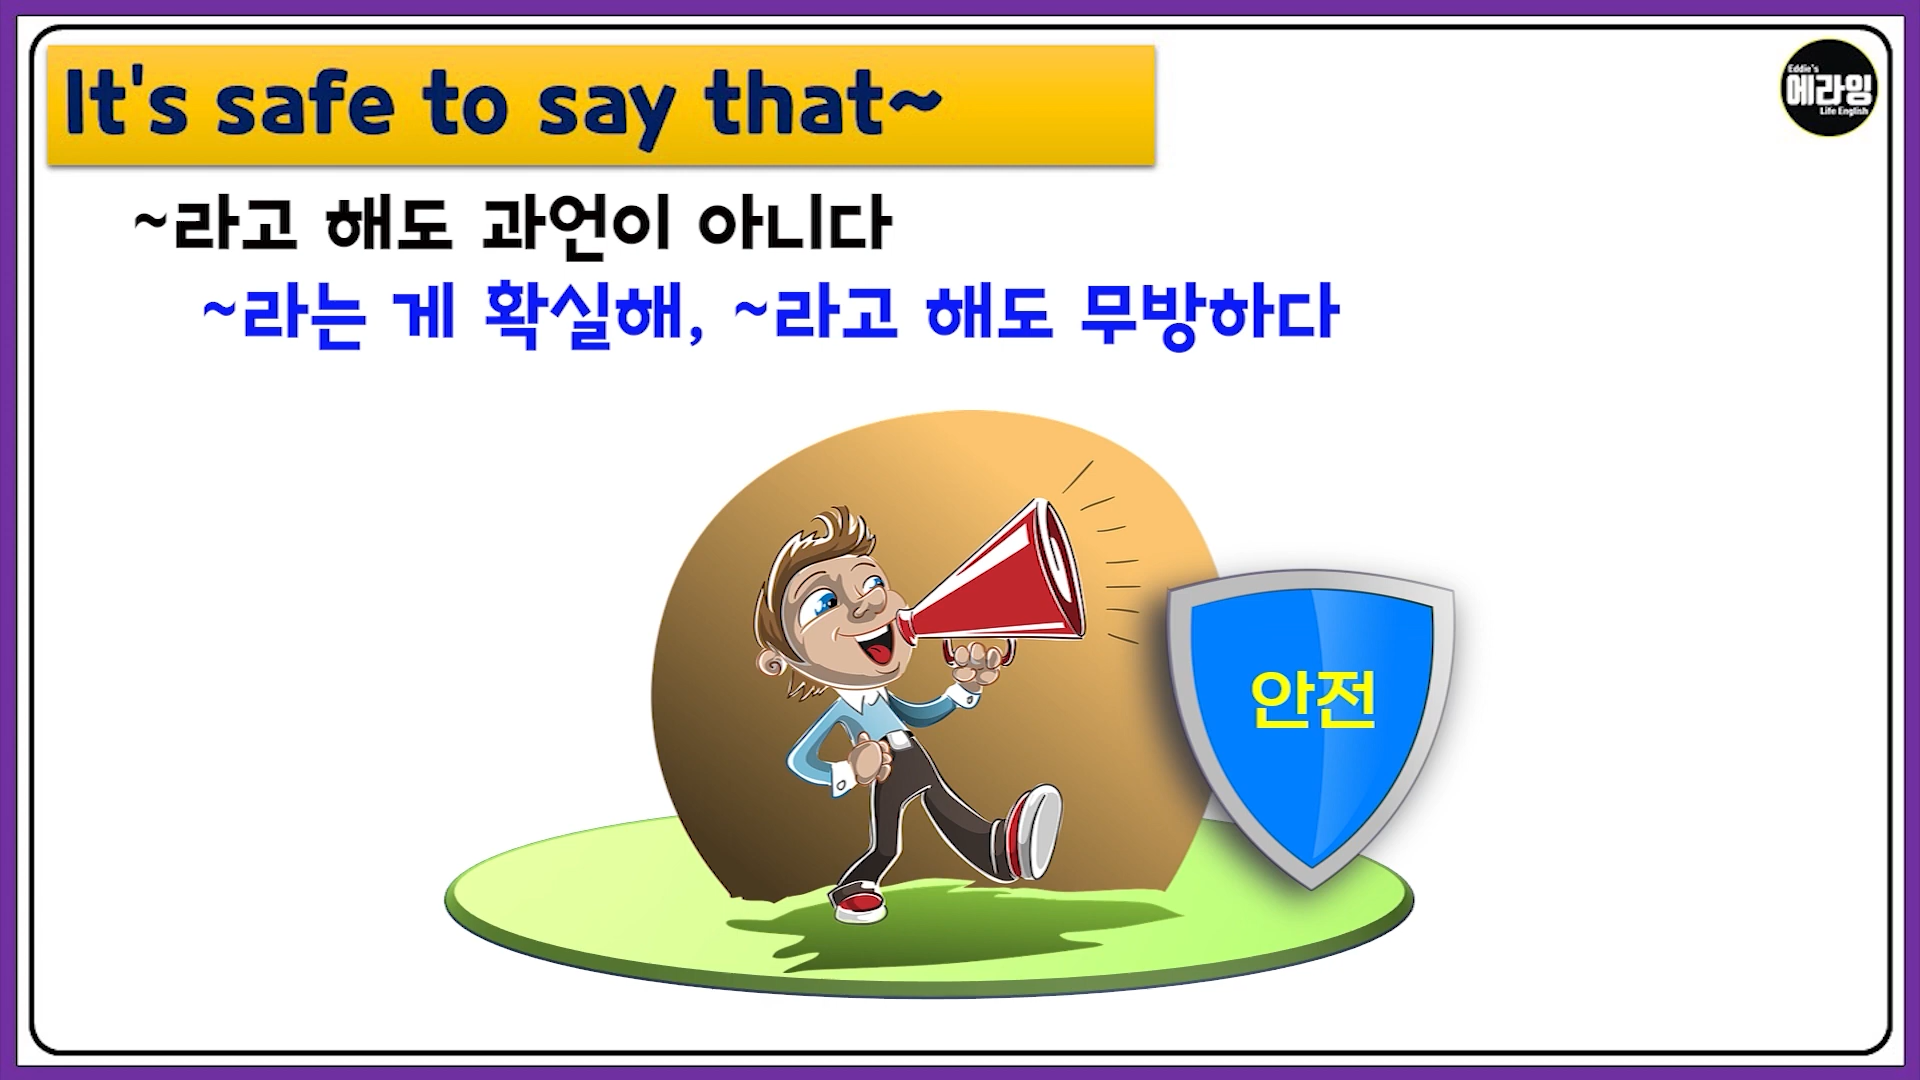 It's safe to say that~
Eddie's
에라잉
Life English
~라고 해도 과언이 아니다
~라는 게 확실해, ~라고 해도 무방하다
안전